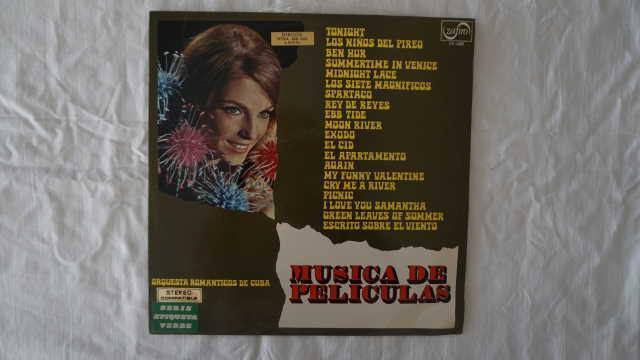 TONIGHT
LOS NIÑOS DEL PIREO
BEN HUR
SUMMERTIME IN VENICE
MIDNIGHT LACE
LOS SIETE MAGNIFICOS
SPARTACO
REY DE REYES
EBB TIDE
MOON RIVER
EXODO
EL CID
EL APARTAMENTO
AGAIN
MY FUNNY VALENTINE
CRY ME A RIVER
PICNIC
I LOVE YOU SAMANTHA
GREEN LEAVES OF SUMMER
ESCRITO SOBRE EL VIENTO
zafiro
ORQUESTA ROMANTICOS DE CUBA
MUSICA DE
PELICULAS
STEREO
COMPATIBLE
SERIE
ETIQUETA
VERDE